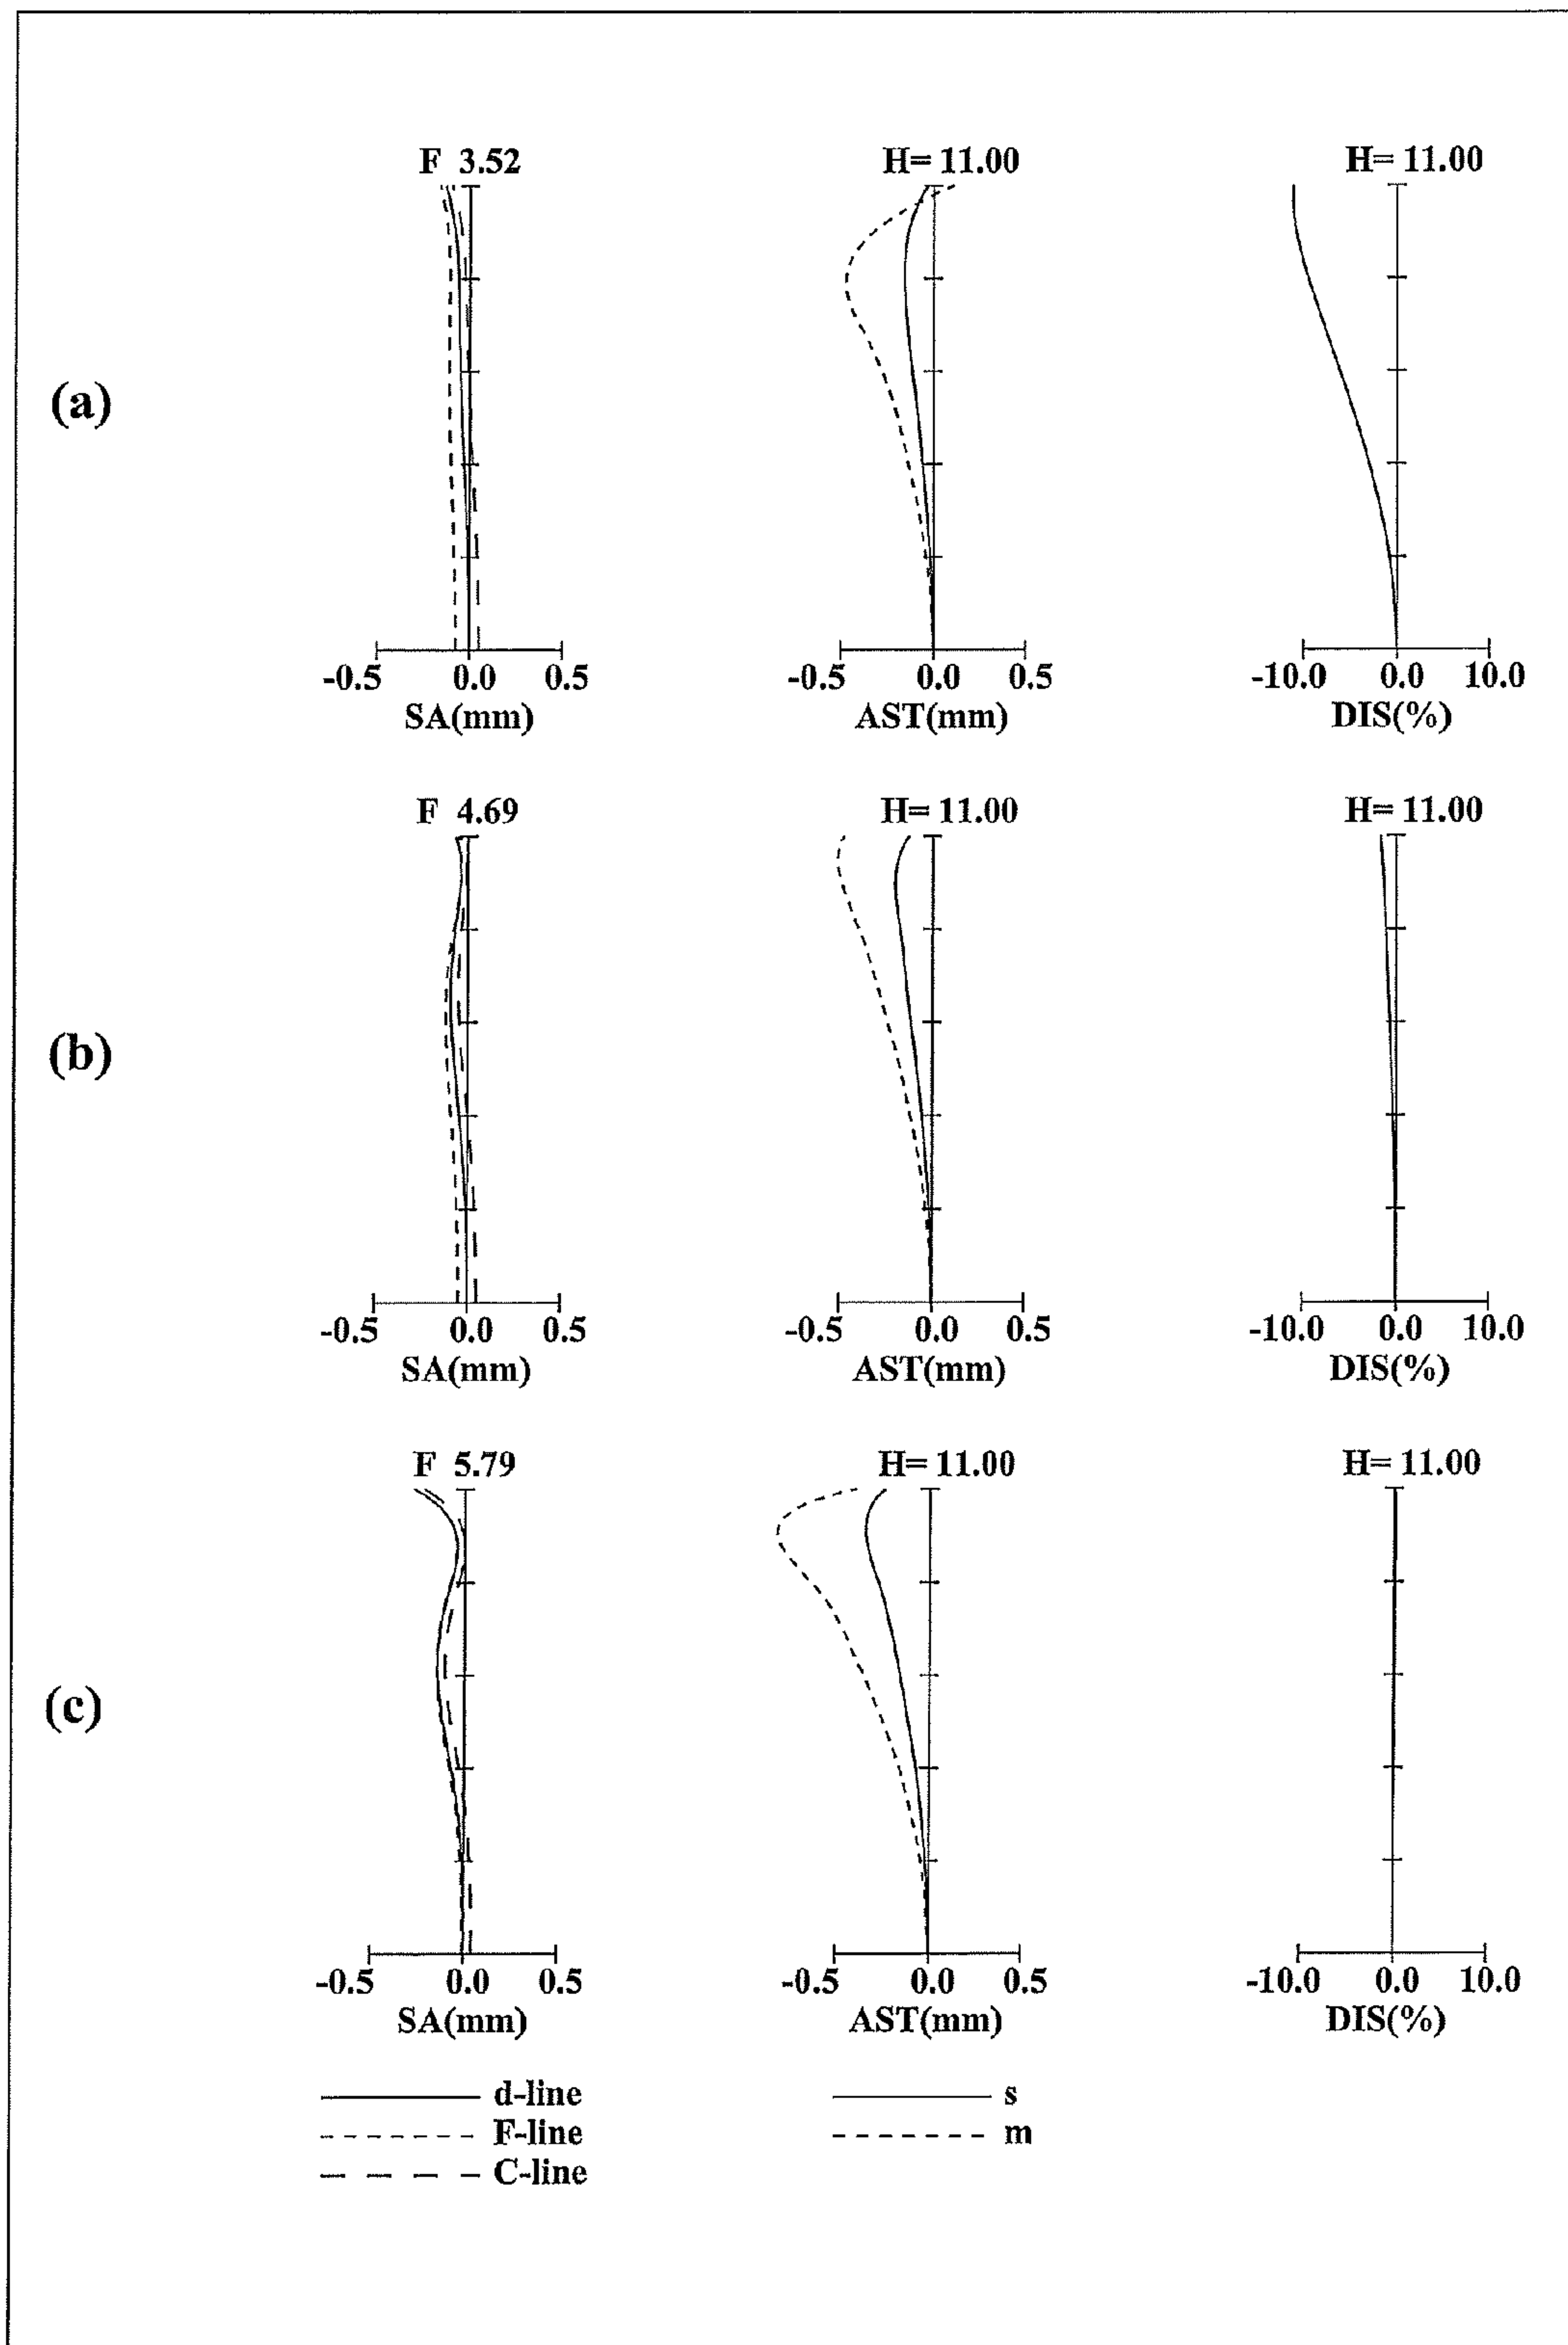 F 3.52
H= 11.00
H= 11.00
(a)
-0.5 0.0 0.5
SA(mm)
-0.5 0.0 0.5
AST(mm)
-10.0 0.0 10.0
DIS(%)
F 4.69
H= 11.00
H= 11.00
(b)
-0.5 0.0 0.5
SA(mm)
-0.5 0.0 0.5
AST(mm)
-10.0 0.0 10.0
DIS(%)
F 5.79
H= 11.00
H= 11.00
(c)
-0.5 0.0 0.5
SA(mm)
-0.5 0.0 0.5
AST(mm)
-10.0 0.0 10.0
DIS(%)
d-line
F-line
C-line
s
m